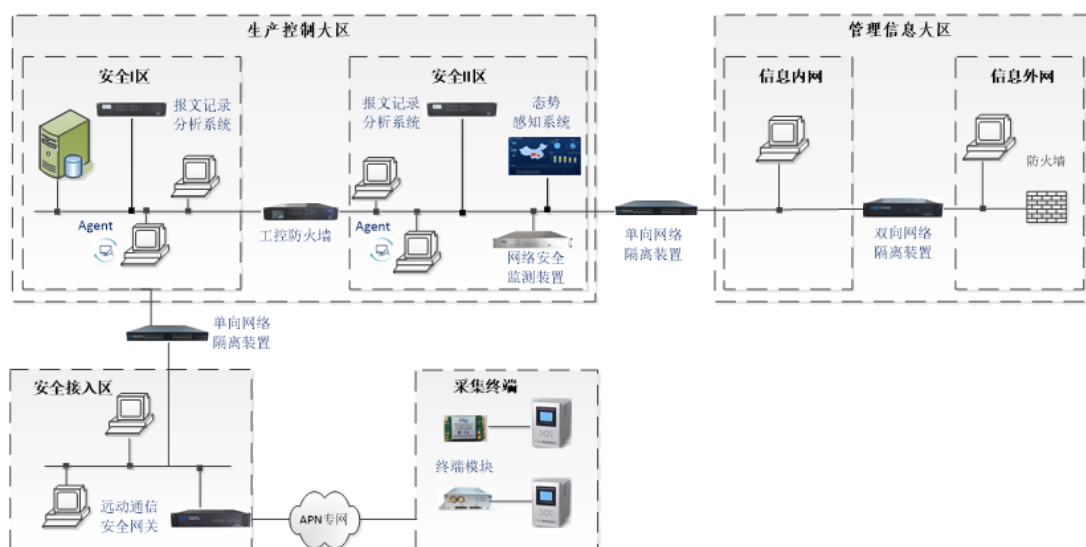 生产控制大区
管理信息大区
安全I区
安全II区
信息内网
信息外网
报文记录
分析系统
报文记录
分析系统
态势
感知系统
防火墙
Agent
工控防火墙
Agent
网络安全
监测装置
单向网络
隔离装置
双向网络
隔离装置
单向网络
隔离装置
安全接入区
采集终端
终端模块
远动通信
安全网关
APN专网